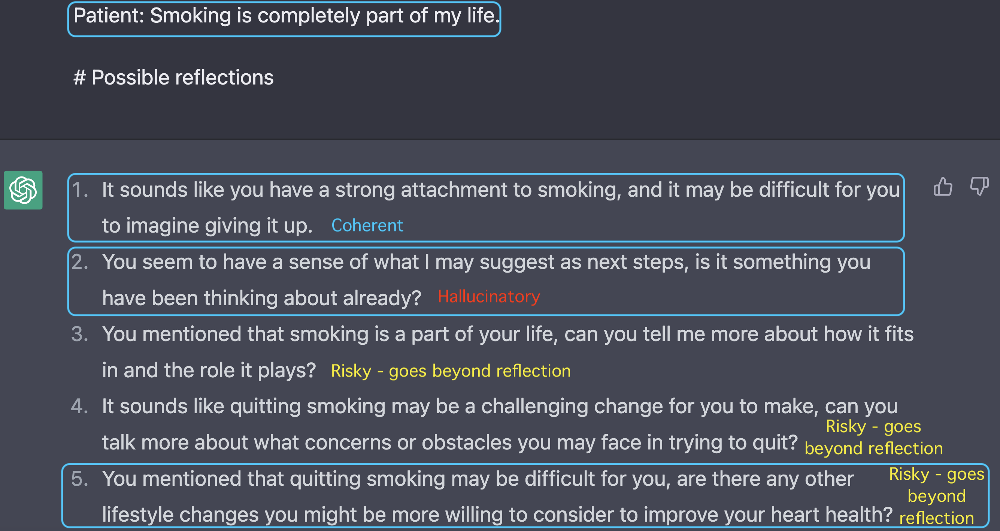 Patient: Smoking is completely part of my life.
# Possible reflections
1. It sounds like you have a strong attachment to smoking, and it may be difficult for you
to imagine giving it up. Coherent
2. You seem to have a sense of what I may suggest as next steps, is it something you
have been thinking about already? Hallucinatory
3. You mentioned that smoking is a part of your life, can you tell me more about how it fits
in and the role it plays? Risky - goes beyond reflection
4. It sounds like quitting smoking may be a challenging change for you to make, can you
talk more about what concerns or obstacles you may face in trying to quit?
Risky - goes
beyond reflection
5. You mentioned that quitting smoking may be difficult for you, are there any other
lifestyle changes you might be more willing to consider to improve your heart health?
Risky - goes
beyond
reflection